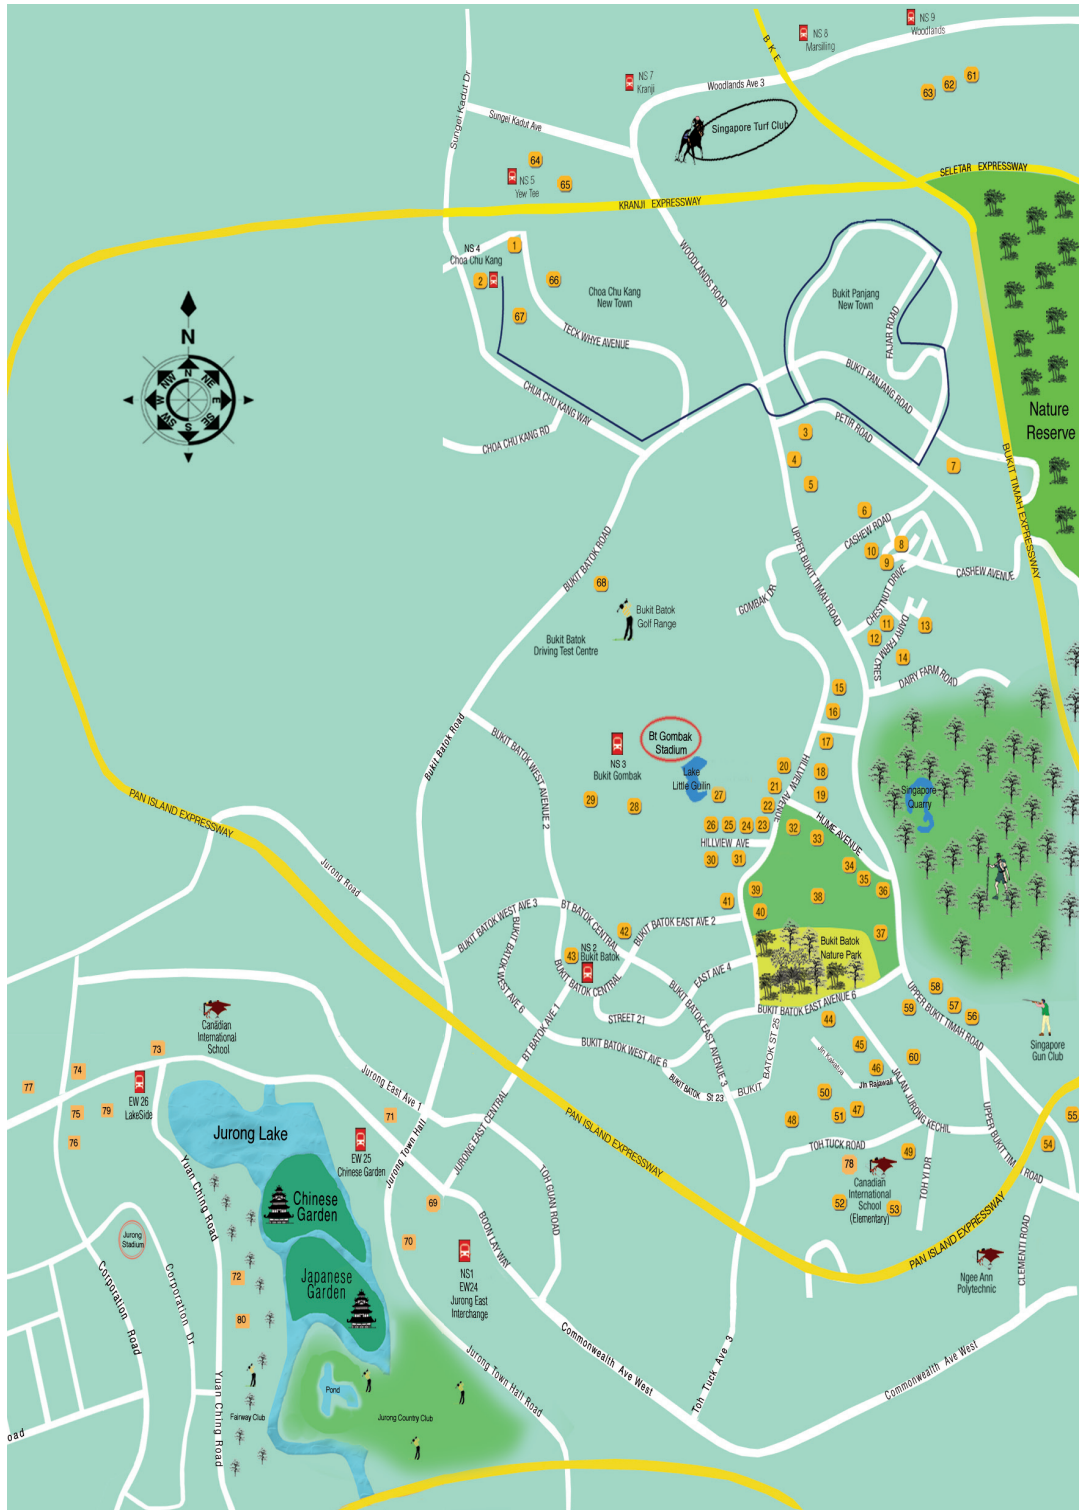 NS 9
Woodlands
NS 8
Marsilling
B K E
NS 7
Kranji
Woodlands Ave 3
61
62
63
Sungei Kadut Dr
Sungei Kadut Ave
Singapore Turf Club
64
NS 5
Yew Tee
65
SELETAR EXPRESSWAY
KRANJI EXPRESSWAY
NS 4
Choa Chu Kang
1
2
66
67
Choa Chu Kang
New Town
WOODLANDS ROAD
Bukit Panjang
New Town
FAJAR ROAD
TECK WHYE AVENUE
BUKIT PANJANG ROAD
N
N
NE
E
SE
S
SW
W
NW
CHUA CHU KANG WAY
CHOA CHU KANG RD
PETIR ROAD
Nature
Reserve
3
4
5
7
BUKIT TIMAH EXPRESSWAY
6
CASHEW ROAD
8
10
9
UPPER BUKIT TIMAH ROAD
BUKIT BATOK ROAD
CASHEW AVENUE
CHESTNUT DRIVE
68
GOMBAK DR
Bukit Batok
Golf Range
Bukit Batok
Driving Test Centre
11
12
13
14
DAIRY FARM CRES
DAIRY FARM ROAD
15
16
Bukit Batok Road
BUKIT BATOK WEST AVENUE 2
NS 3
Bukit Gombak
Bt Gombak
Stadium
Lake
Little Guilin
17
18
19
20
21
22
HILLVIEW AVENUE
Singapore
Quarry
27
28
29
26
25
24
23
HILLVIEW AVE
30
31
32
33
HUME AVENUE
34
35
36
38
39
40
41
37
PAN ISLAND EXPRESSWAY
Jurong Road
BUKIT BATOK WEST AVE 3
BT BATOK CENTRAL
42
BUKIT BATOK EAST AVE 2
43
NS 2
Bukit Batok
BUKIT BATOK CENTRAL
BUKIT BATOK
WEST AVE 6
Bukit Batok
Nature Park
EAST AVE 4
BUKIT BATOK EAST AVENUE 6
BUKIT BATOK EAST AVENUE 3
STREET 21
BT BATOK AVE 1
BUKIT BATOK WEST AVE 6
BUKIT BATOK St 23
BUKIT BATOK ST 25
58
57
56
59
UPPER BUKIT TIMAH ROAD
Singapore
Gun Club
44
45
46
60
Jln Kakatua
Jln Rajawali
JALAN JURONG KECHIL
50
51
47
48
49
TOH TUCK ROAD
UPPER BUKIT TIMAH ROAD
55
54
78
Canadian
International
School
(Elementary)
TOH YI DR
52
53
Canadian
International
School
73
74
77
75
79
76
EW 26
LakeSide
Jurong Lake
Jurong East Ave 1
71
EW 25
Chinese Garden
Jurong Town Hall
JURONG EAST CENTRAL
PAN ISLAND EXPRESSWAY
TOH GUAN ROAD
Yuan Ching Road
Chinese
Garden
69
70
BOON LAY WAY
NS1
EW24
Jurong East
Interchange
PAN ISLAND EXPRESSWAY
CLEMENTI ROAD
Ngee Ann
Polytechnic
Jurong
Stadium
Corporation Road
Corporation Dr
72
80
Japanese
Garden
Commonwealth Ave West
Toh Tuck Ave 3
Commonwealth Ave West
Jurong Town Hall Road
Yuan Ching Road
Pond
Fairway Club
Jurong Country Club
oad